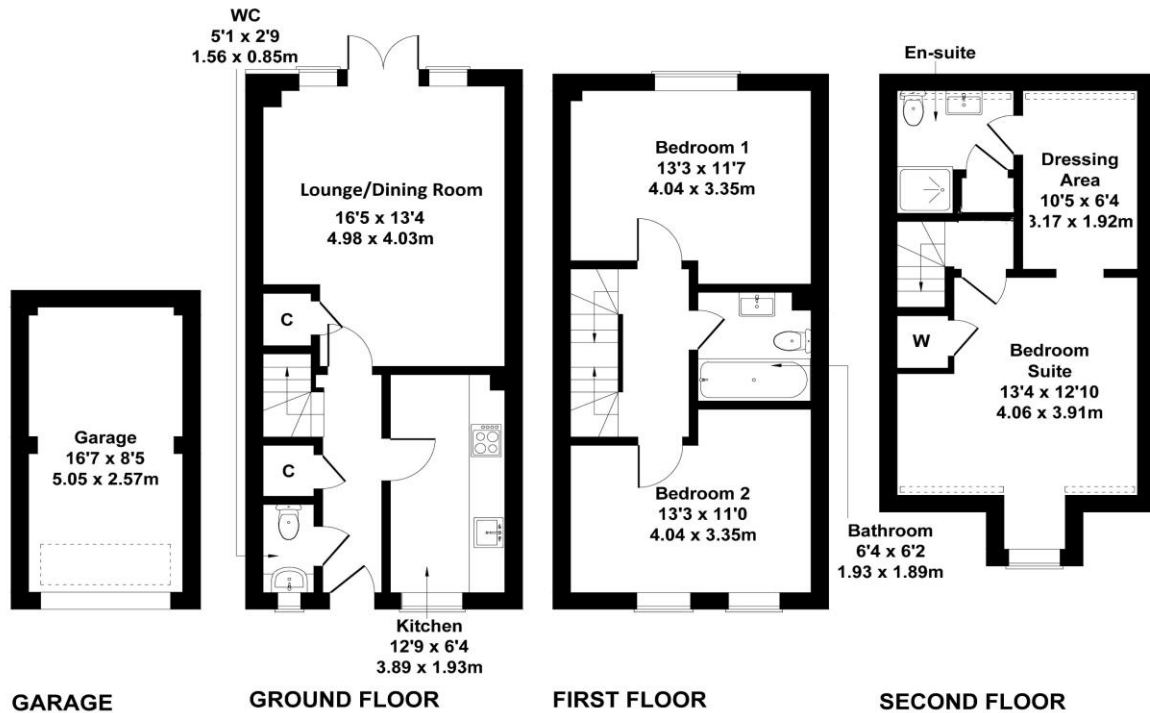 WC
5'1 x 2'9
1.56 x 0.85m
Lounge/Dining Room
16'5 x 13'4
4.98 x 4.03m
C
C
Kitchen
12'9 x 6'4
3.89 x 1.93m
Garage
16'7 x 8'5
5.05 x 2.57m
Bedroom 1
13'3 x 11'7
4.04 x 3.35m
Bedroom 2
13'3 x 11'0
4.04 x 3.35m
Bathroom
6'4 x 6'2
1.93 x 1.89m
En-suite
Dressing
Area
10'5 x 6'4
3.17 x 1.92m
W
Bedroom
Suite
13'4 x 12'10
4.06 x 3.91m
GARAGE
GROUND FLOOR
FIRST FLOOR
SECOND FLOOR